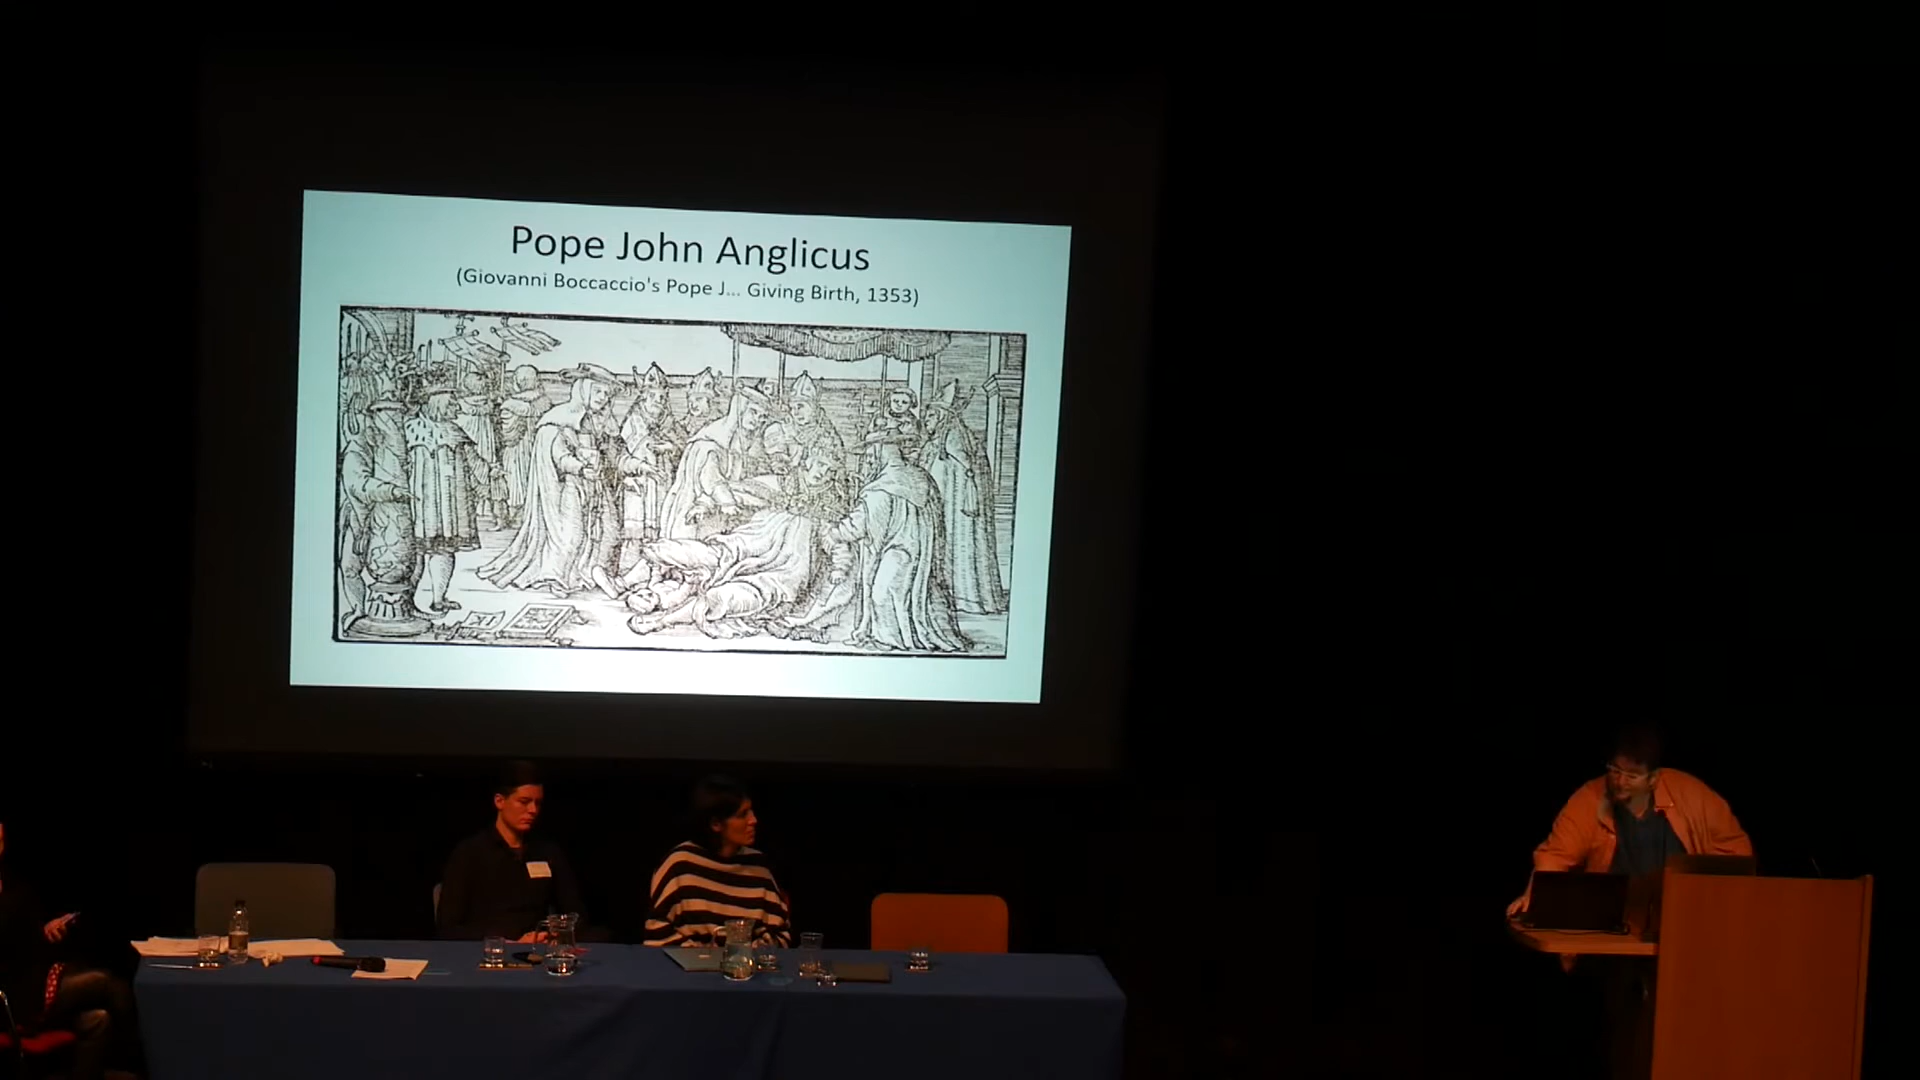 Pope John Anglicus
(Giovanni Boccaccio's Pope J... Giving Birth, 1353)